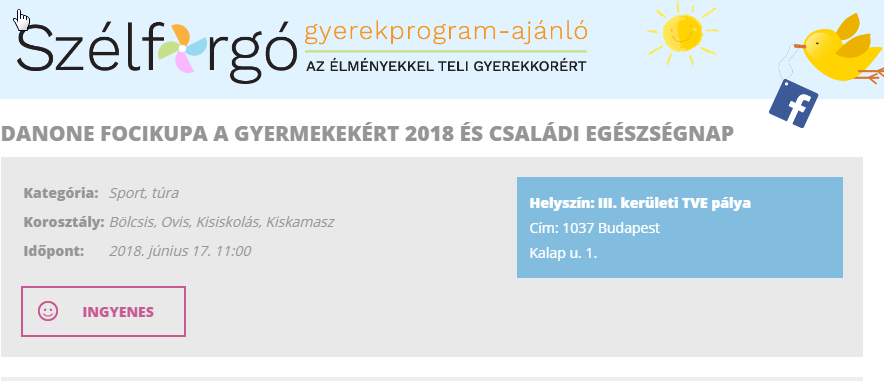 Szélforgó gyerekprogram-ajánló
AZ ÉLMÉNYEKKEL TELI GYEREKKORÉRT
f
DANONE FOCIKUPA A GYERMEKEKÉRT 2018 ÉS CSALÁDI EGÉSZSÉGNAP
Kategória: Sport, túra
Korosztály: Bölcsis, Ovis, Kisiskolás, Kiskamasz
Időpont: 2018. június 17. 11:00
INGYENES
Helyszín: III. kerületi TVE pálya
Cím: 1037 Budapest
Kalap u. 1.